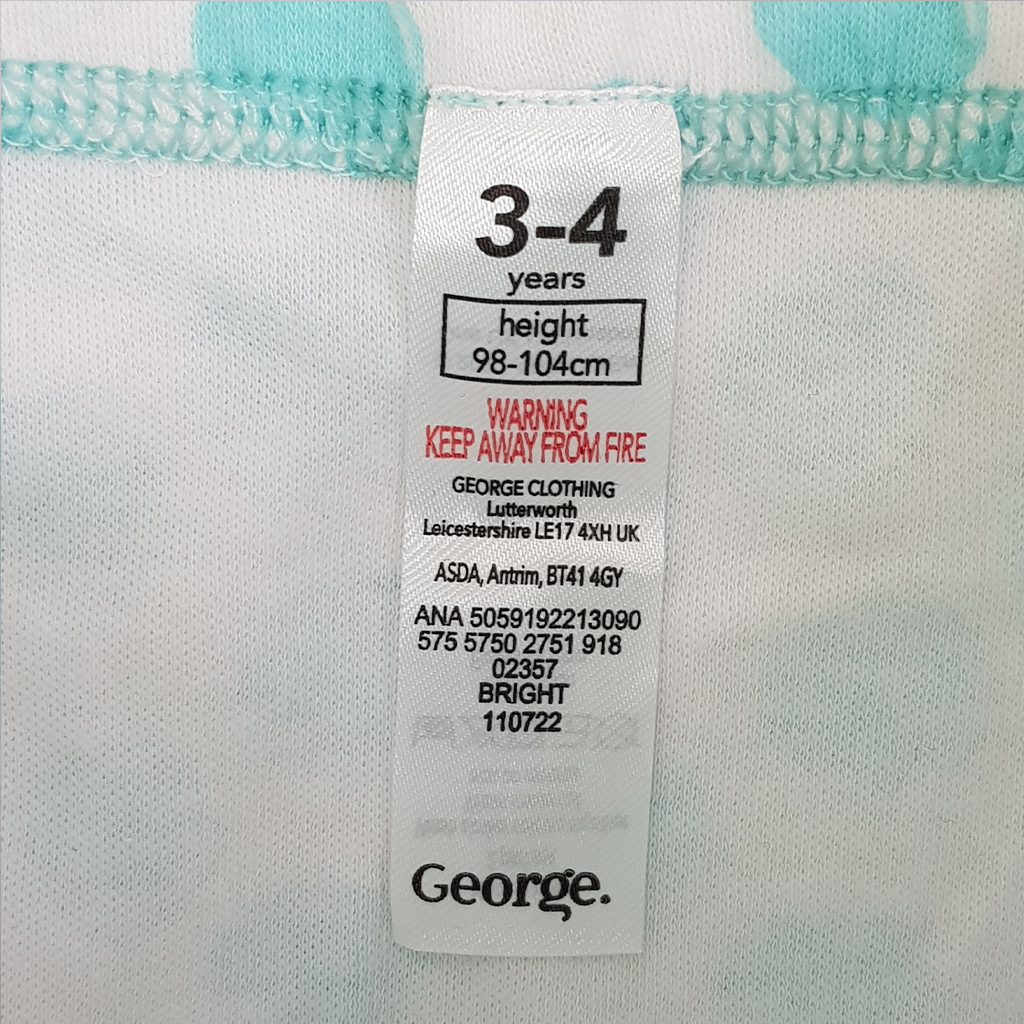 3-4
years
height
98-104cm
WARNING
KEEP AWAY FROM FIRE
GEORGE CLOTHING
Lutterworth
Leicestershire LE17 4XH UK
ASDA, Antrim, BT41 4GY
ANA 5059192213090
575 5750 2751 918
02357
BRIGHT
110722
George.